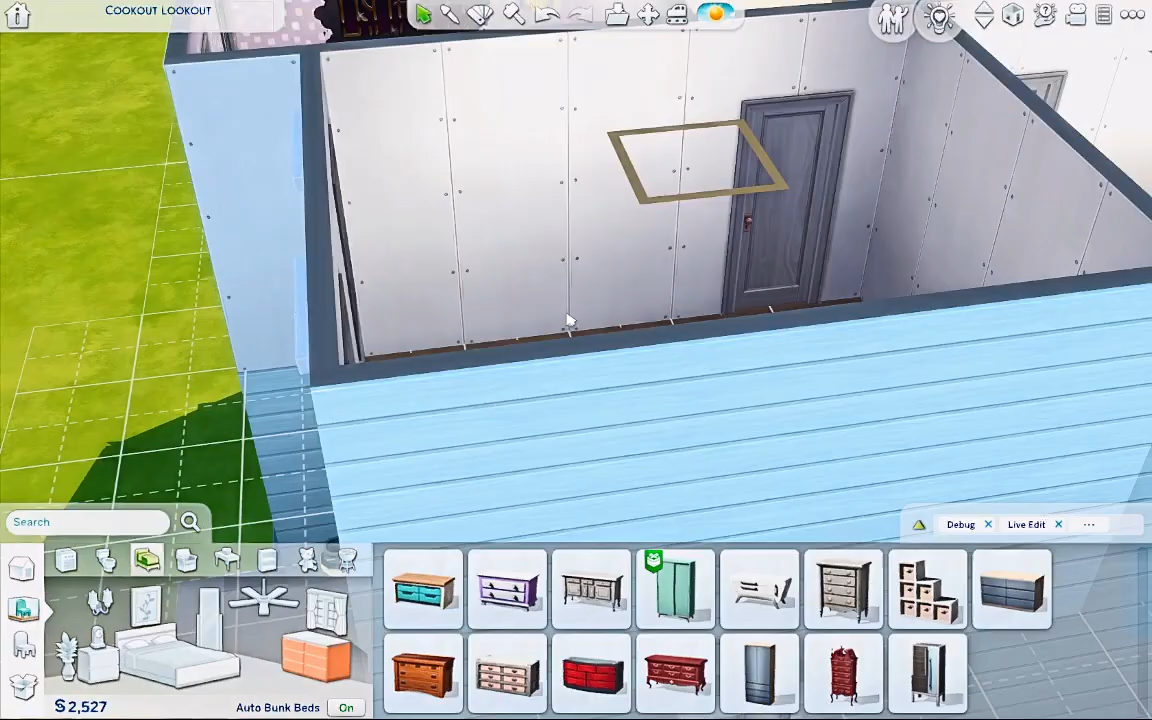 COOKOUT LOOKOUT
Search
Debug
Live Edit
...
§2,527
Auto Bunk Beds
On